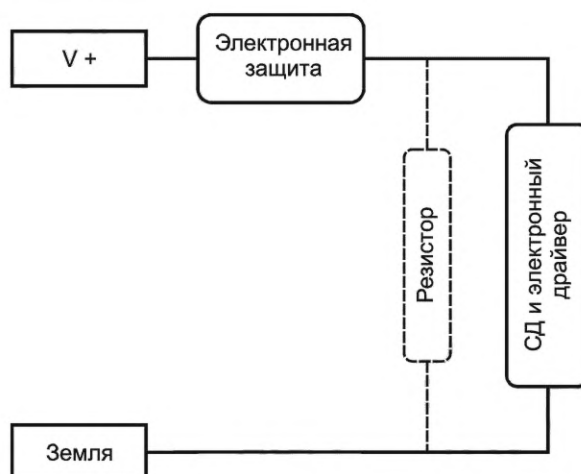 V +
Электронная
защита
Резистор
СД и электронный
драйвер
Земля